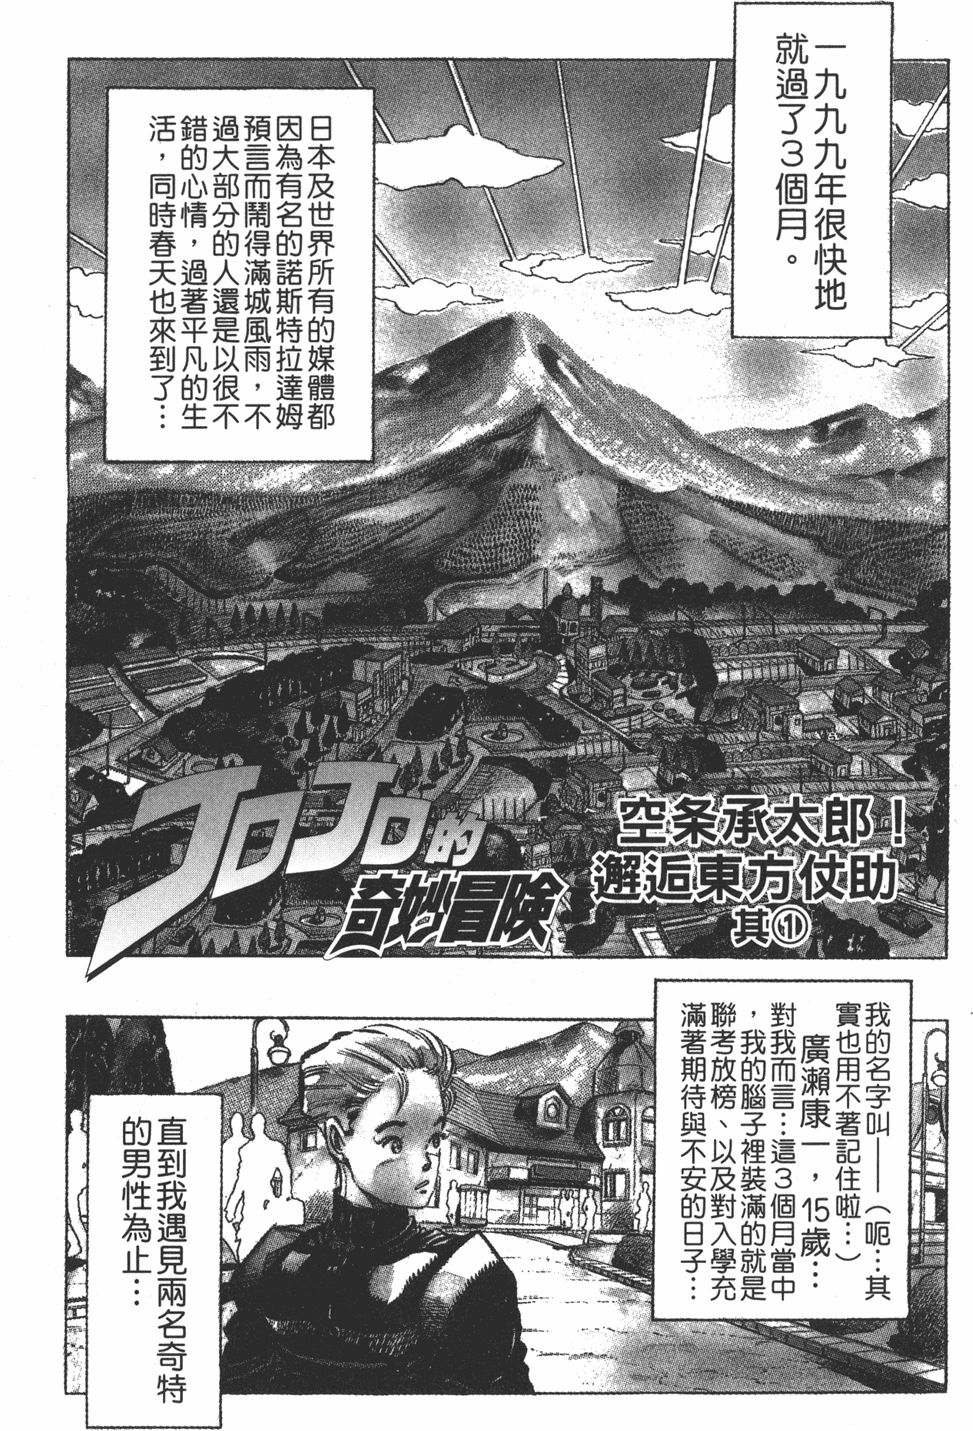 一九九九年很快地
就過了3個月。
日本及世界所有的媒體都
因為有名的諾斯特拉達姆
預言而鬧得滿城風雨，不
過大部分的人還是以很不
錯的心情，過著平凡的生
活，同時春天也來到了…
空条承太郎！
邂逅東方仗助
其①
JOJO的
奇妙冒険
我的名字叫——（呃…其
實也用不著記住啦…）
廣瀨康一，15歲…
對我而言…這3個月當中
，我的腦子裡裝滿的就是
聯考放榜、以及對入學充
滿著期待與不安的日子…
直到我遇見兩名奇特
的男性為止…